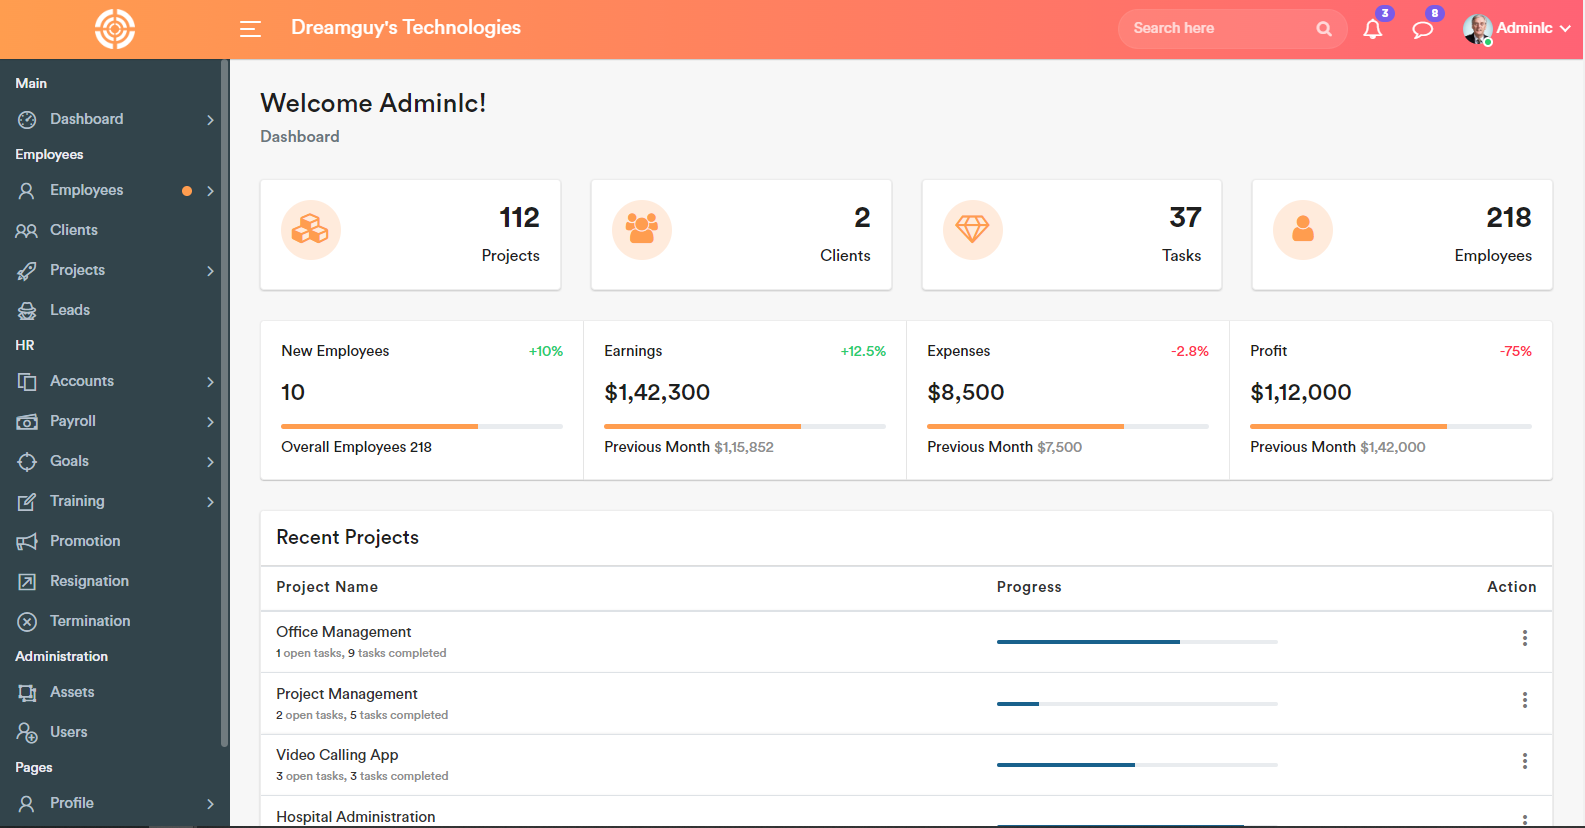 Dreamguy's Technologies
Search here
3
8
Adminlc
Main
Dashboard
Employees
Employees
Clients
Projects
Leads
HR
Accounts
Payroll
Goals
Training
Promotion
Resignation
Termination
Administration
Assets
Users
Pages
Profile
Welcome Adminlc!
Dashboard
112
Projects
2
Clients
37
Tasks
218
Employees
New Employees +10%
10
Overall Employees 218
Earnings +12.5%
$1,42,300
Previous Month $1,15,852
Expenses -2.8%
$8,500
Previous Month $7,500
Profit -75%
$1,12,000
Previous Month $1,42,000
Recent Projects
Project Name Progress Action
Office Management
1 open tasks, 9 tasks completed
Project Management
2 open tasks, 5 tasks completed
Video Calling App
3 open tasks, 3 tasks completed
Hospital Administration